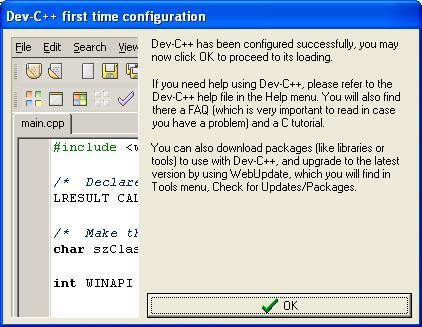 Dev-C++ first time configuration
File Edit Search
main.cpp
#include <
/* Declare
LRESULT CAL
/* Make th
char szClas
int WINAPI
Dev-C++ has been configured successfully, you may
now click OK to proceed to its loading.
If you need help using Dev-C++, please refer to the
Dev-C++ help file in the Help menu. You will also find
there a FAQ (which is very important to read in case
you have a problem) and a C tutorial.
You can also download packages (like libraries or
tools) to use with Dev-C++, and upgrade to the latest
version by using WebUpdate, which you will find in
Tools menu, Check for Updates/Packages.
OK